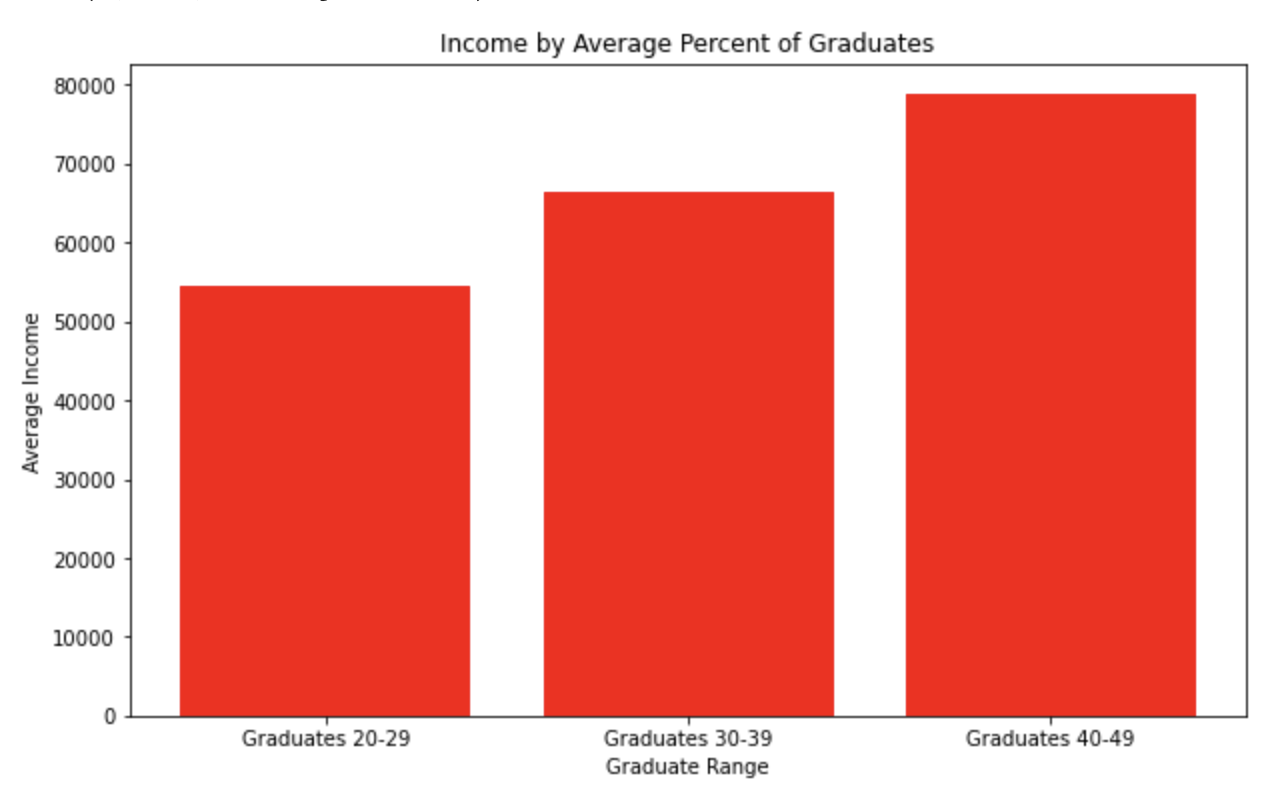 Income by Average Percent of Graduates
80000
70000
60000
50000
40000
30000
20000
10000
0
Average Income
Graduates 20-29
Graduates 30-39
Graduates 40-49
Graduate Range